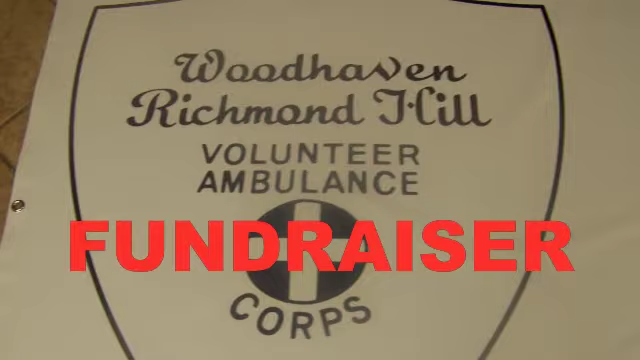 Woodhaven
Richmond Hill
VOLUNTEER
AMBULANCE
FUNDRAISER
CORPS